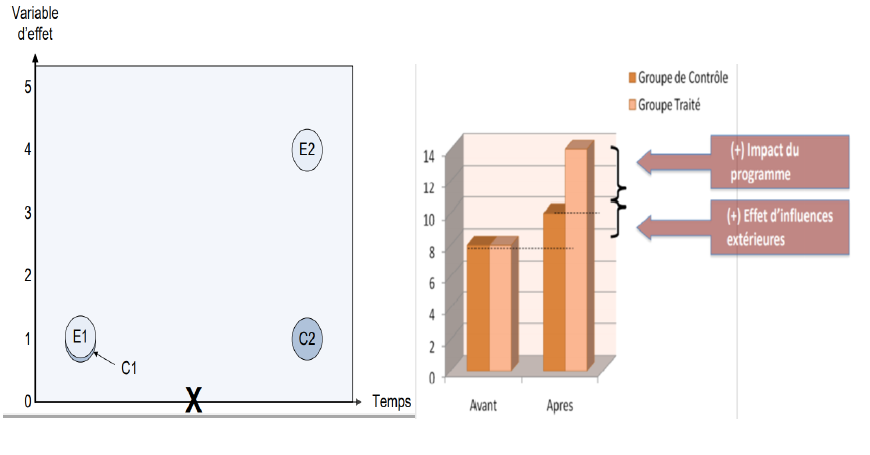 Variable
d'effet
5
4
3
2
1
0
E2
E1
C2
C1
X
Temps
Groupe de Contrôle
Groupe Traité
14
12
10
8
6
4
2
0
Avant
Apres
(+) Impact du
programme
(+) Effet d'influences
extérieures